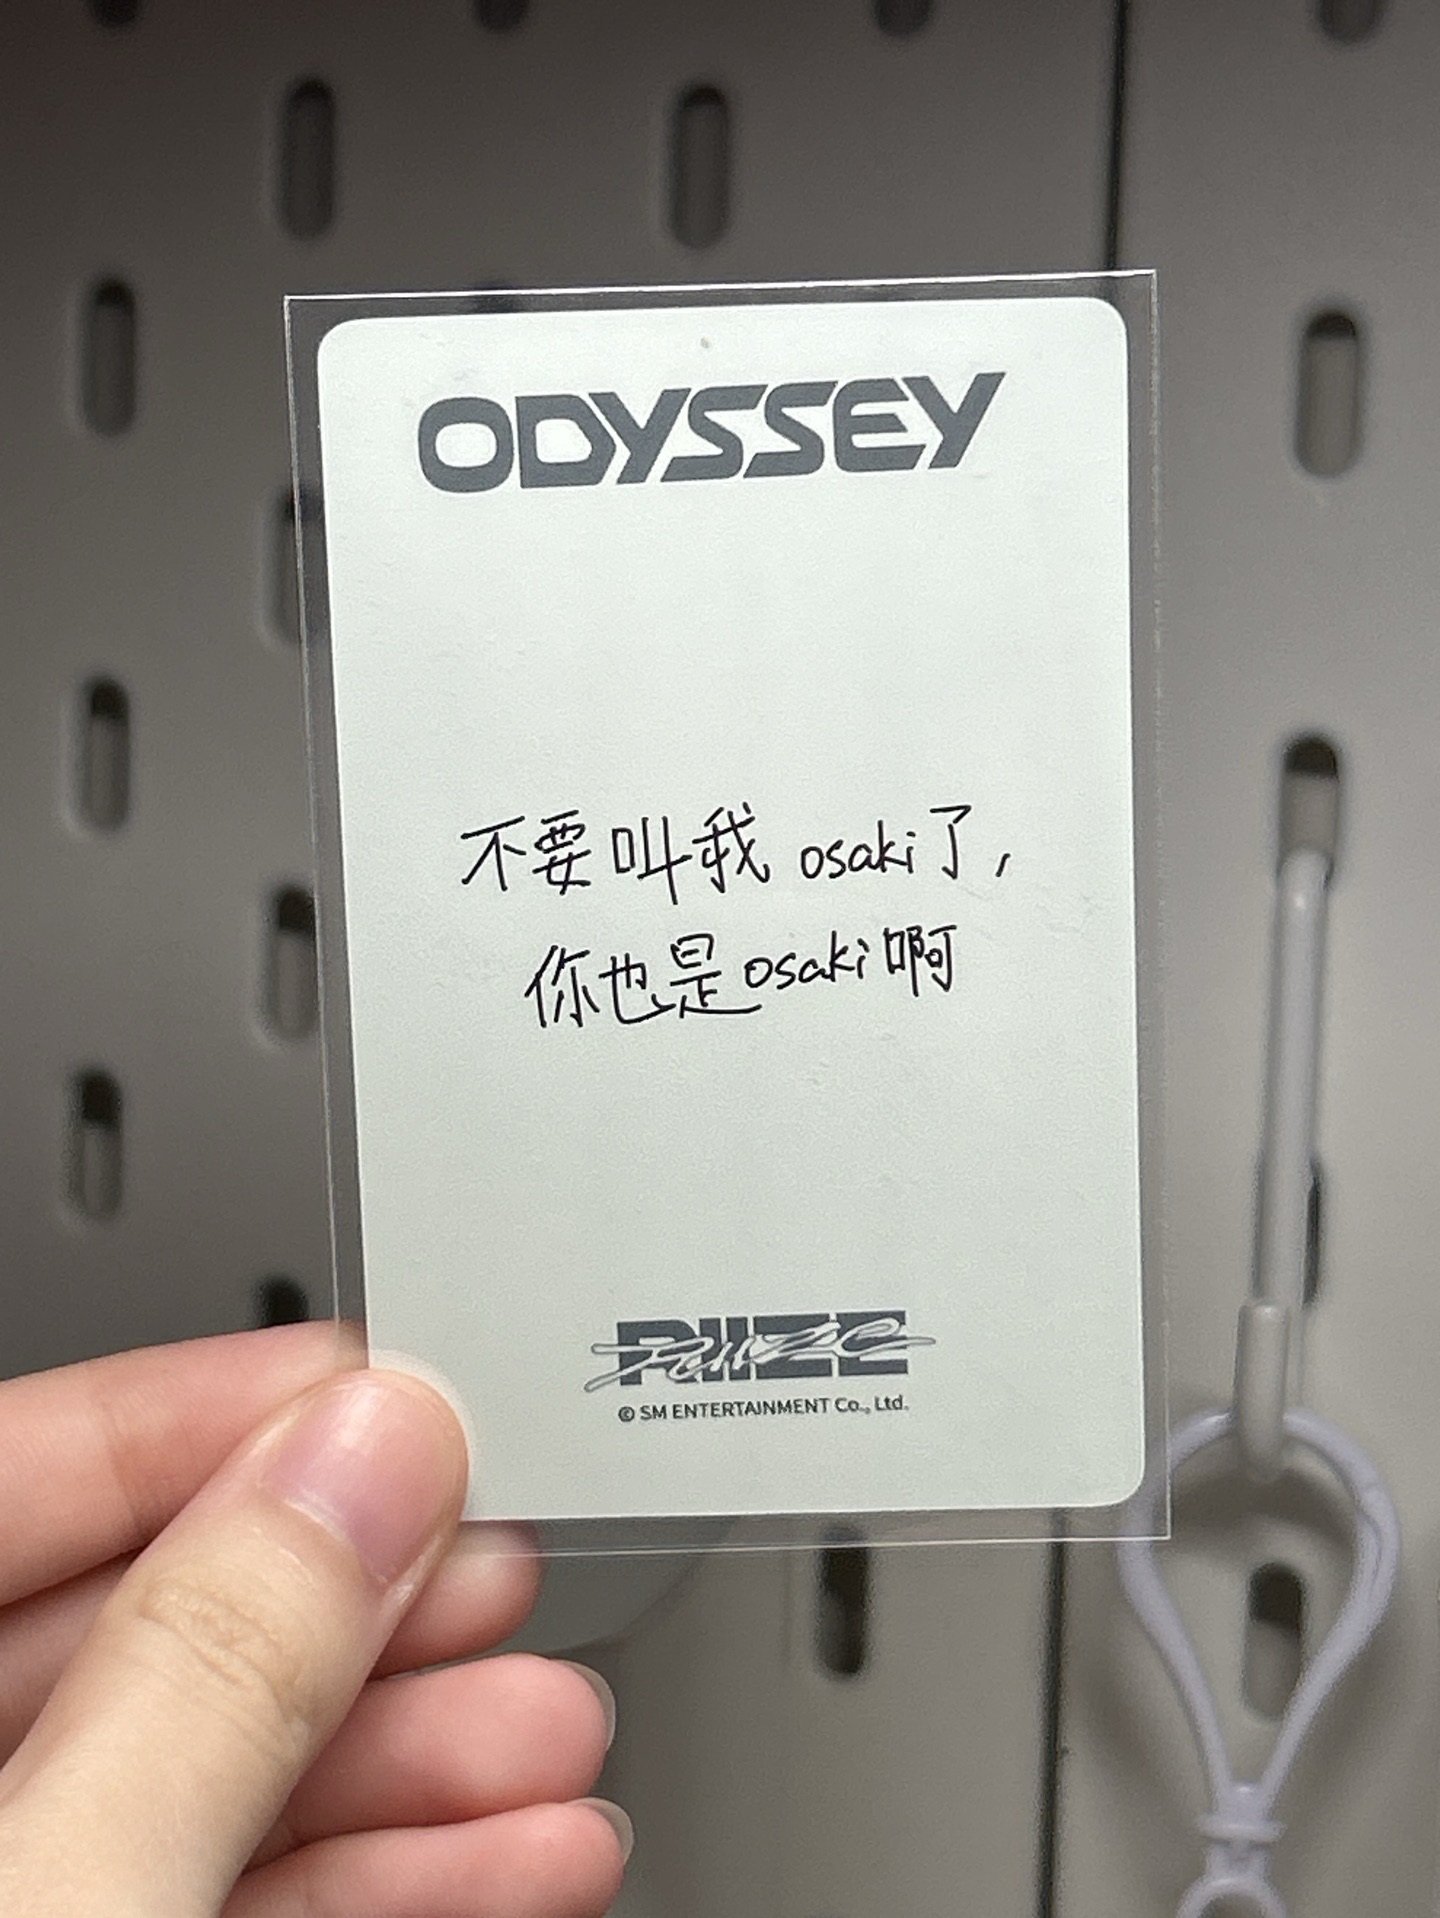 ODYSSEY
不要叫我 osaki了,
你也是osaki啊
RIIZE
© SM ENTERTAINMENT Co., Ltd.